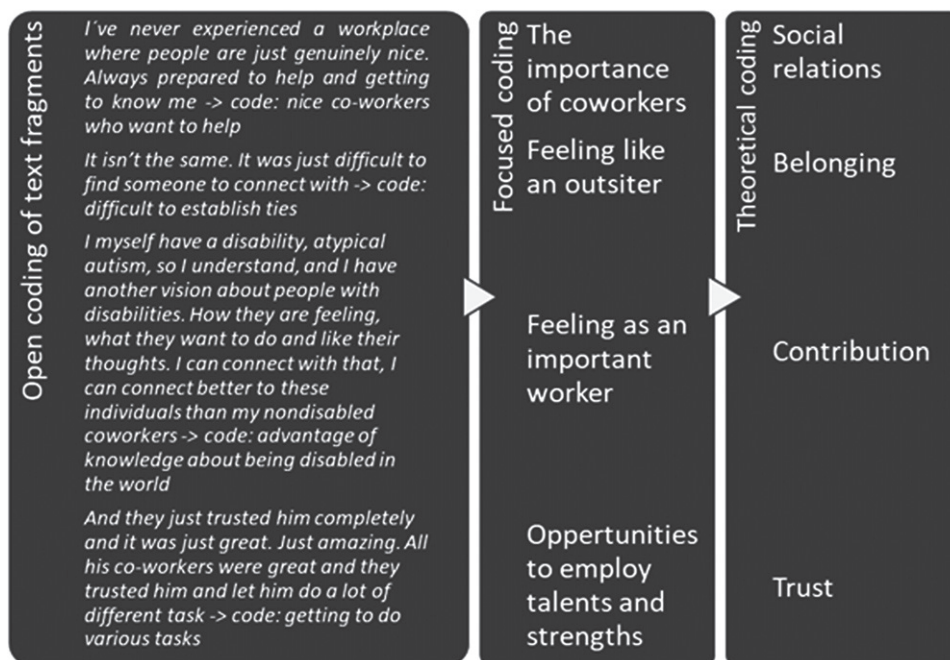 Open coding of text fragments
I´ve never experienced a workplace
where people are just genuinely nice.
Always prepared to help and getting
to know me -> code: nice co-workers
who want to help
It isn't the same. It was just difficult to
find someone to connect with -> code:
difficult to establish ties
I myself have a disability, atypical
autism, so I understand, and I have
another vision about people with
disabilities. How they are feeling,
what they want to do and like their
thoughts. I can connect with that, I
can connect better to these
individuals than my nondisabled
coworkers -> code: advantage of
knowledge about being disabled in
the world
And they just trusted him completely
and it was just great. Just amazing. All
his co-workers were great and they
trusted him and let him do a lot of
different task -> code: getting to do
various tasks
Focused coding
The
importance
of coworkers
Feeling like
an outsiter
Feeling as an
important
worker
Oppertunities
to employ
talents and
strengths
Theoretical coding
Social
relations
Belonging
Contribution
Trust